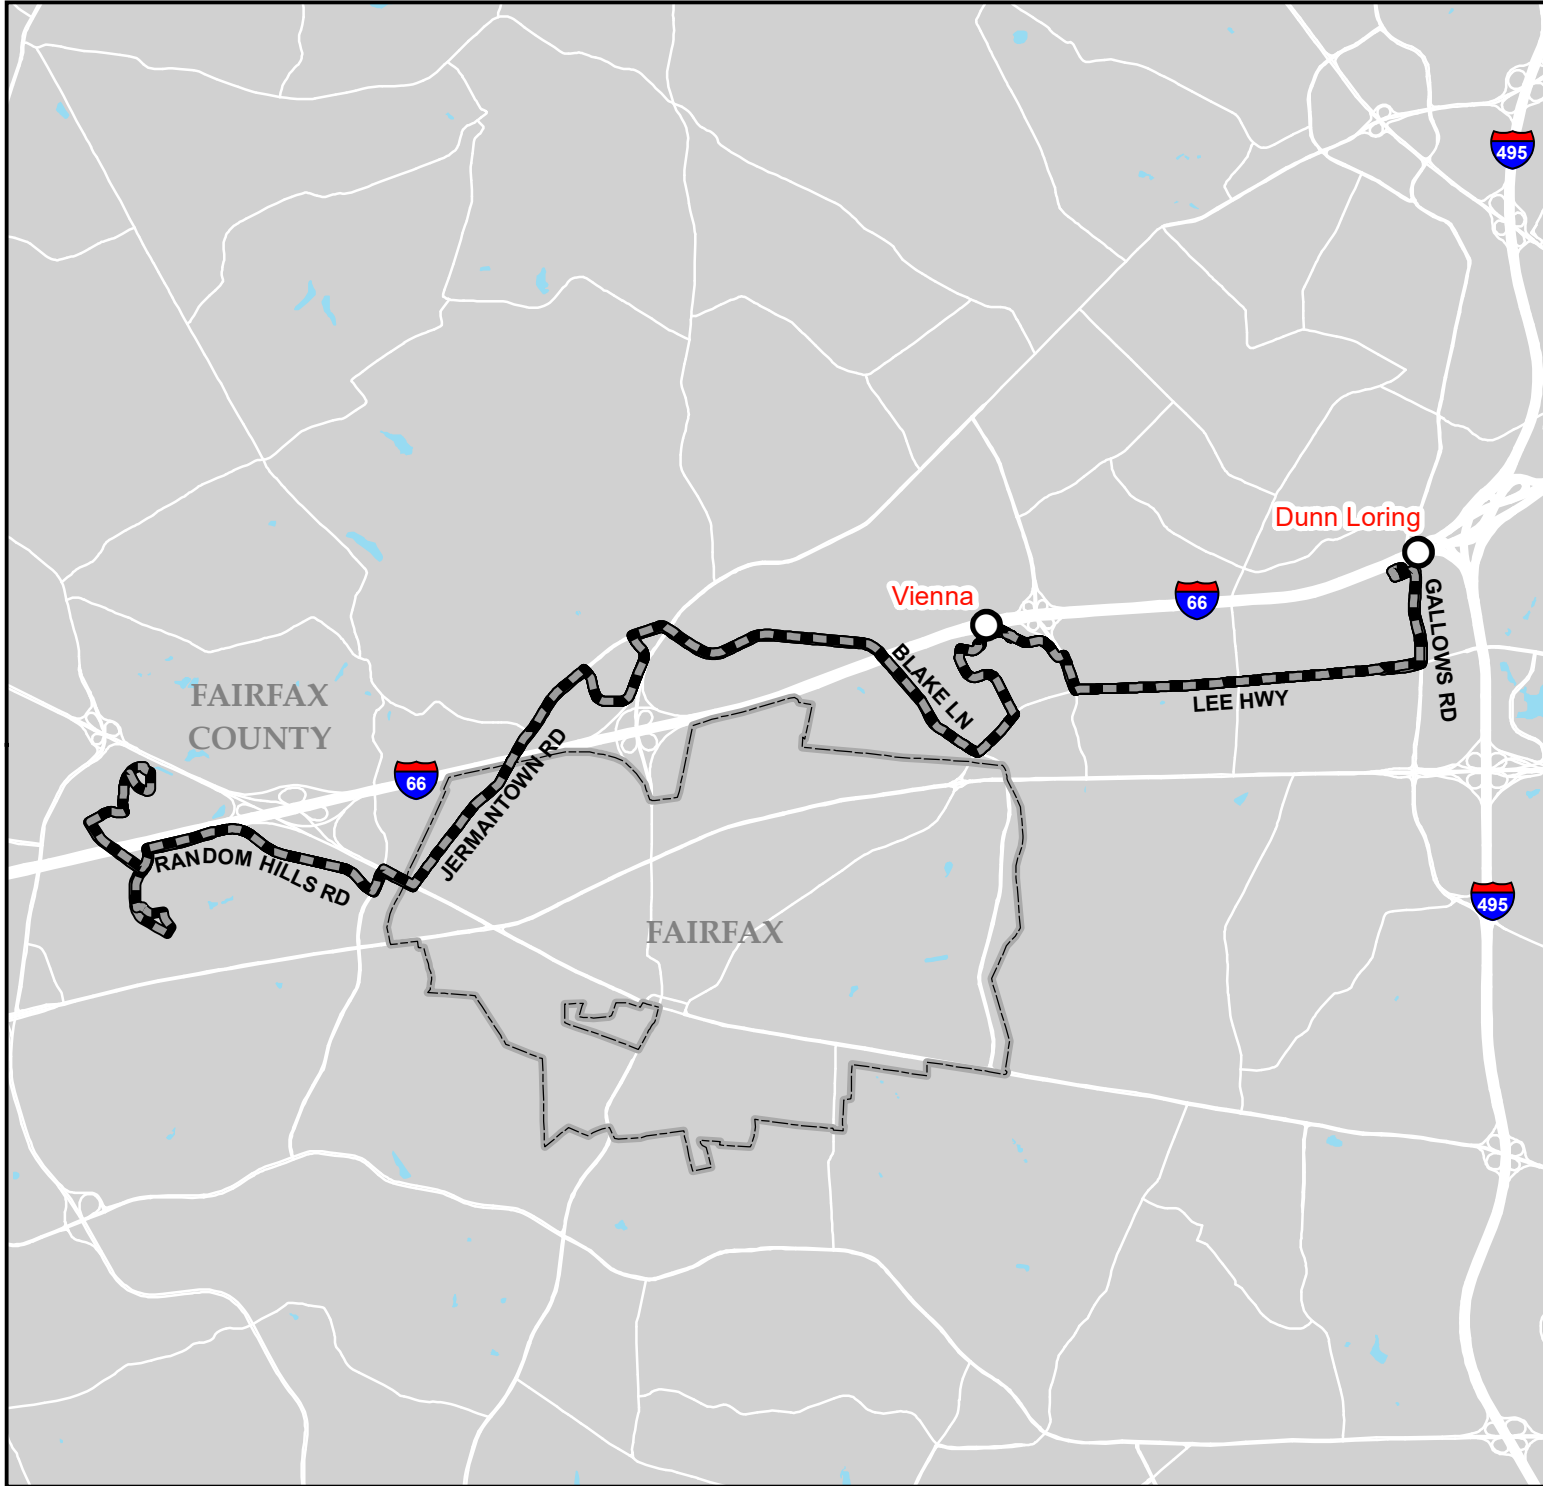 495
Dunn Loring
Vienna
66
GALLOWS RD
BLAKE LN
LEE HWY
FAIRFAX
COUNTY
66
JERMANTOWN RD
RANDOM HILLS RD
495
FAIRFAX